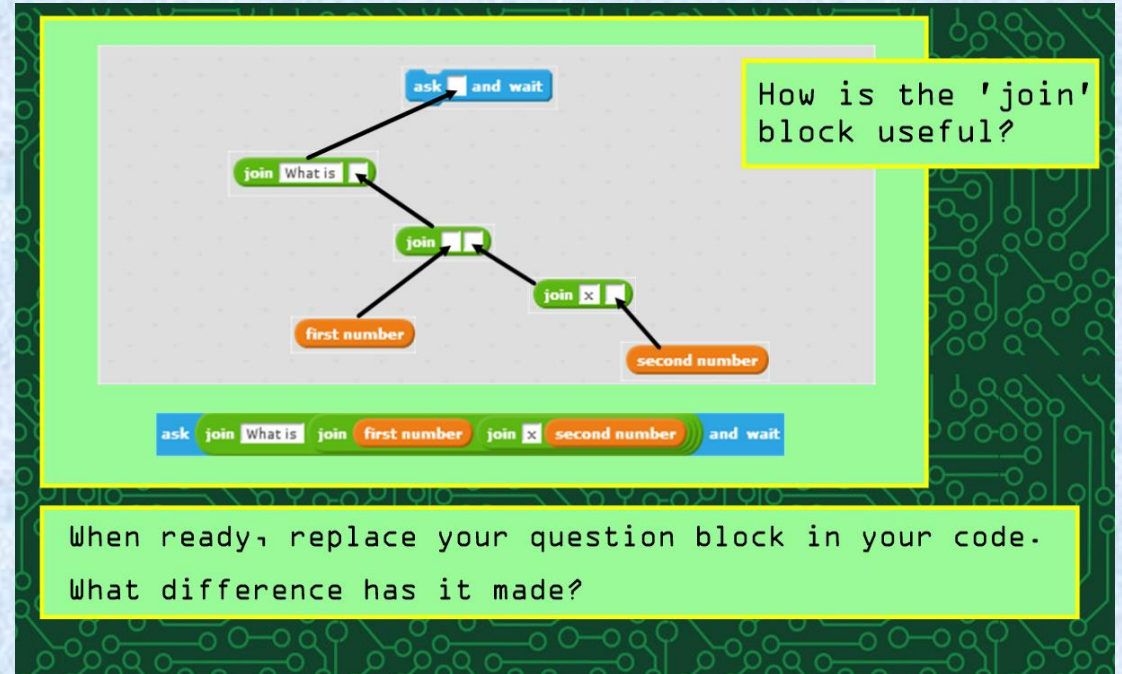 ask and wait
How is the 'join'
block useful?
join What is
join
join x
first number
second number
ask join What is join first number join x second number and wait
When ready, replace your question block in your code.
What difference has it made?